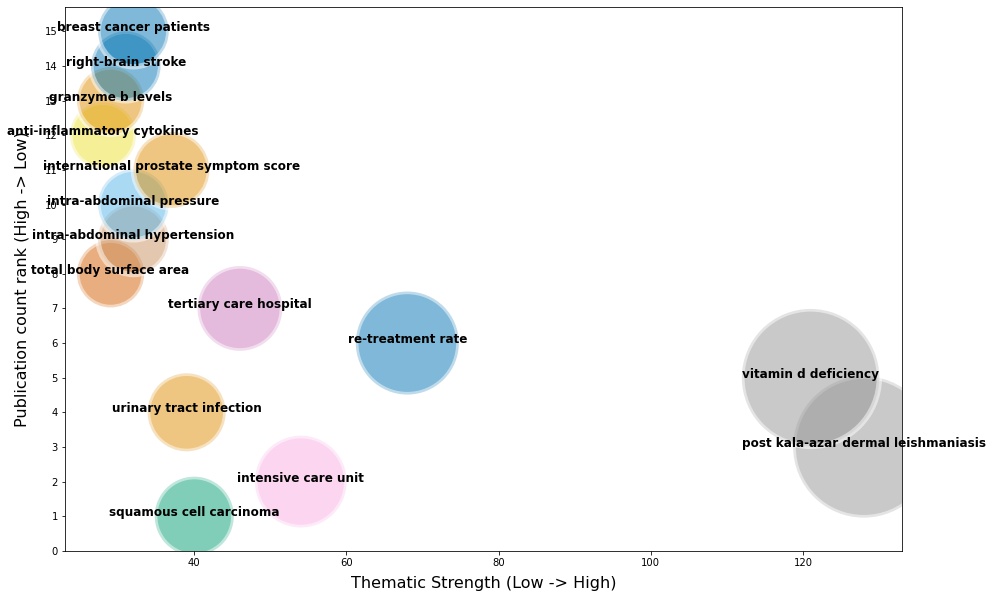 15
breast cancer patients
14
right-brain stroke
13
granzyme b levels
12
anti-inflammatory cytokines
11
international prostate symptom score
10
intra-abdominal pressure
9
intra-abdominal hypertension
8
total body surface area
7
tertiary care hospital
6
re-treatment rate
5
vitamin d deficiency
4
urinary tract infection
3
post kala-azar dermal leishmaniasis
2
intensive care unit
1
squamous cell carcinoma
0
Publication count rank (High -> Low)
40 60 80 100 120
Thematic Strength (Low -> High)